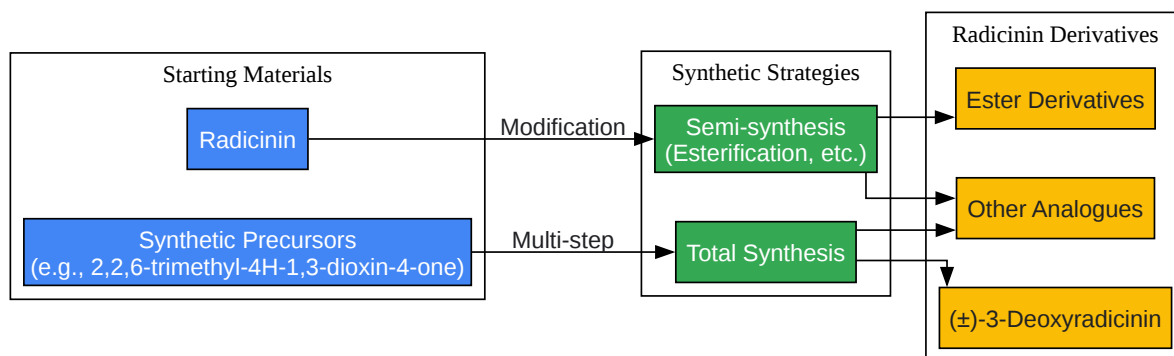 Starting Materials
Radicinin
Synthetic Precursors
(e.g., 2,2,6-trimethyl-4H-1,3-dioxin-4-one)
Modification
Multi-step
Synthetic Strategies
Semi-synthesis
(Esterification, etc.)
Total Synthesis
Radicinin Derivatives
Ester Derivatives
Other Analogues
(±)-3-Deoxyradicinin